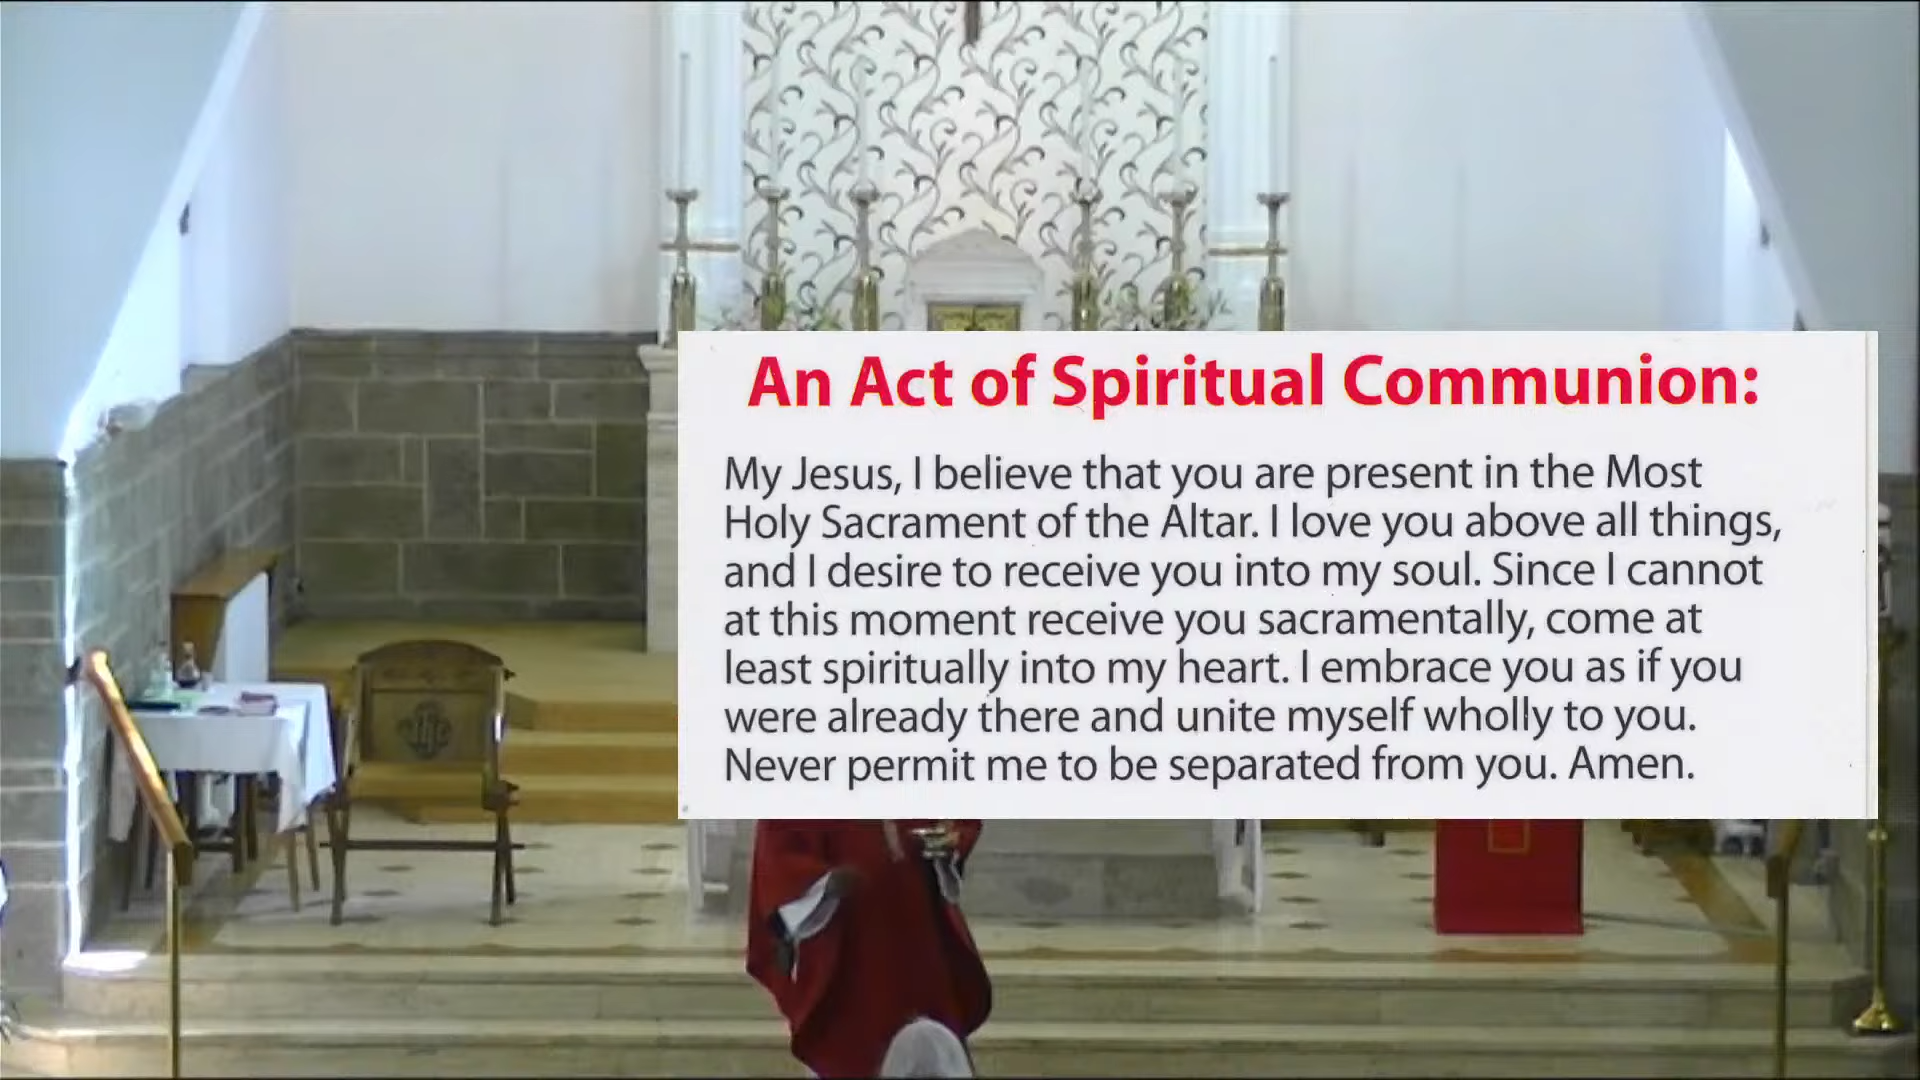 An Act of Spiritual Communion:
My Jesus, I believe that you are present in the Most
Holy Sacrament of the Altar. I love you above all things,
and I desire to receive you into my soul. Since I cannot
at this moment receive you sacramentally, come at
least spiritually into my heart. I embrace you as if you
were already there and unite myself wholly to you.
Never permit me to be separated from you. Amen.